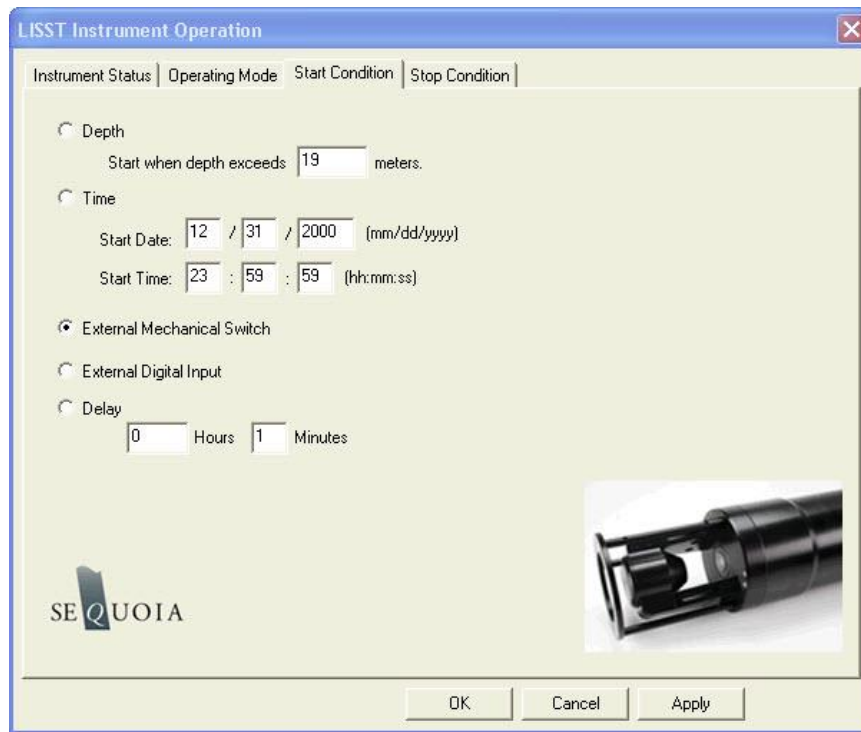 LISST Instrument Operation
Instrument Status Operating Mode Start Condition Stop Condition
Depth
Start when depth exceeds 19 meters.
Time
Start Date: 12 / 31 / 2000 (mm/dd/yyyy)
Start Time: 23 : 59 : 59 (hh:mm:ss)
External Mechanical Switch
External Digital Input
Delay
0 Hours 1 Minutes
SEQUOIA
OK Cancel Apply